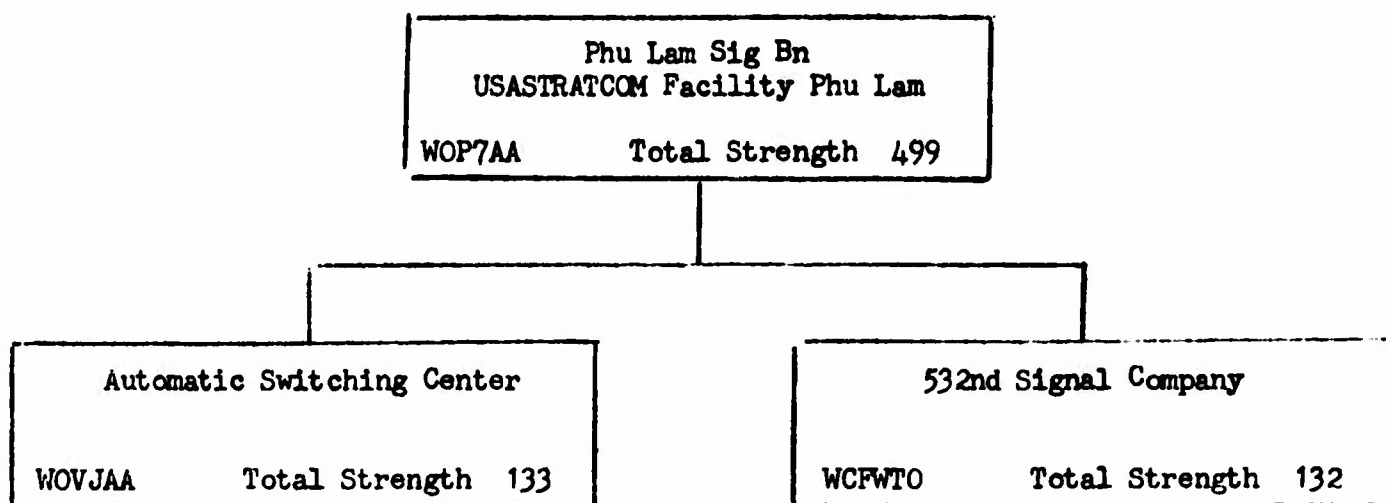 Phu Lam Sig Bn
USASTRATCOM Facility Phu Lam
WOP7AA Total Strength 499
Automatic Switching Center
WOVJAA Total Strength 133
532nd Signal Company
WCFWTO Total Strength 132